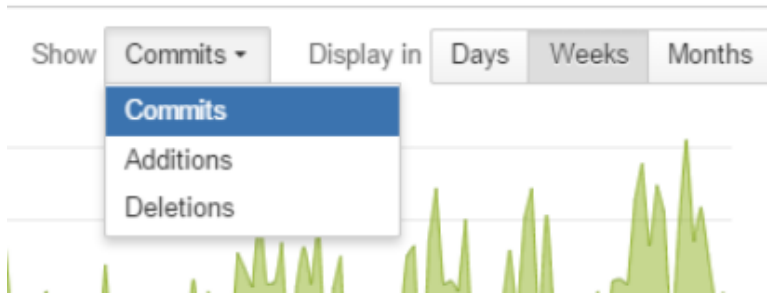 Show Commits Display in Days Weeks Months
Commits
Additions
Deletions